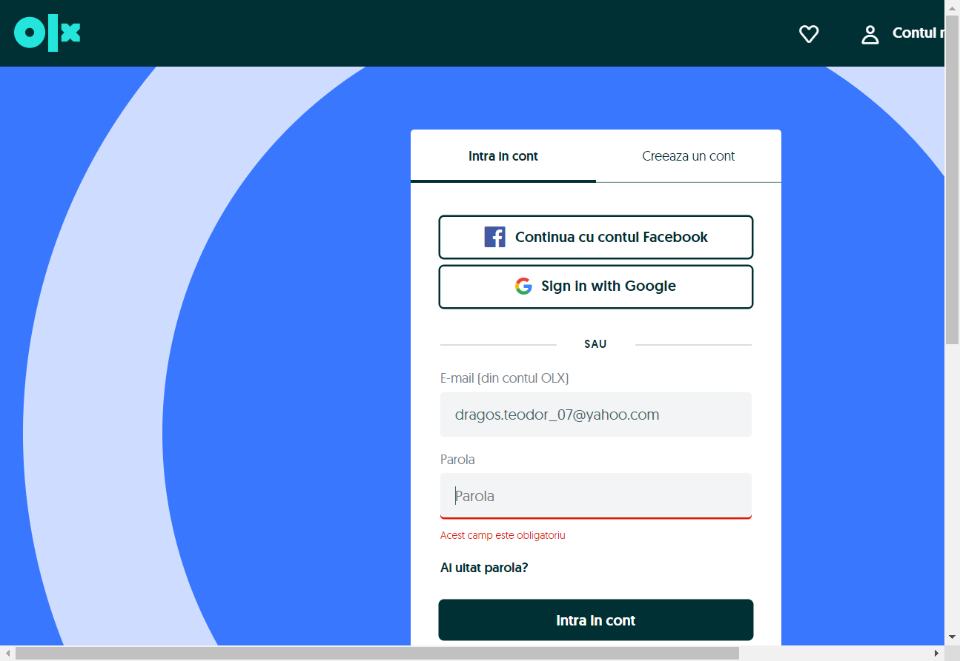 olx
Contul
Intra in cont
Creeaza un cont
Continua cu contul Facebook
Sign in with Google
SAU
E-mail (din contul OLX)
dragos.teodor_07@yahoo.com
Parola
Parola
Acest camp este obligatoriu
Ai uitat parola?
Intra in cont